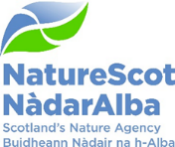 NatureScot
NàdarAlba
Scotland's Nature Agency
Buidheann Nàdair na h-Alba